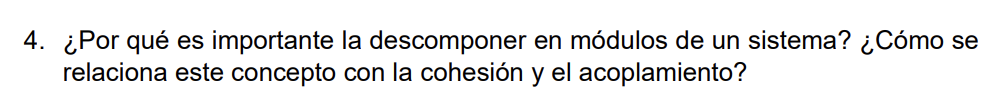 4. ¿Por qué es importante la descomponer en módulos de un sistema? ¿Cómo se
relaciona este concepto con la cohesión y el acoplamiento?